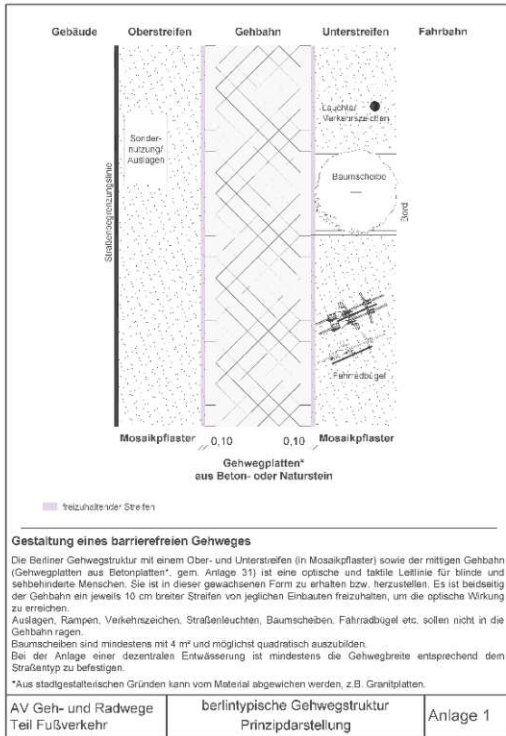 Gebäude Oberstreifen Gehbahn Unterstreifen Fahrbahn
Straßenbegrenzungslinie
Sonder-
nutzung/
Auslagen
Leuchte/
Verkehrszeichen
Baumscheibe
Bord
Fahrradbügel
Mosaikpflaster 0,10 0,10 Mosaikpflaster
Gehwegplatten*
aus Beton- oder Naturstein
freizuhaltender Streifen
Gestaltung eines barrierefreien Gehweges
Die Berliner Gehwegstruktur mit einem Ober- und Unterstreifen (in Mosaikpflaster) sowie der mittigen Gehbahn
(Gehwegplatten aus Betonplatten*, gem. Anlage 31) ist eine optische und taktile Leitlinie für blinde und
sehbehinderte Menschen. Sie ist in dieser gewachsenen Form zu erhalten bzw. herzustellen. Es ist beidseitig
der Gehbahn ein jeweils 10 cm breiter Streifen von jeglichen Einbauten freizuhalten, um die optische Wirkung
zu erreichen.
Auslagen, Rampen, Verkehrszeichen, Straßenleuchten, Baumscheiben, Fahrradbügel etc. sollen nicht in die
Gehbahn ragen.
Baumscheiben sind mindestens mit 4 m² und möglichst quadratisch auszubilden.
Bei der Anlage einer dezentralen Entwässerung ist mindestens die Gehwegbreite entsprechend dem
Straßentyp zu befestigen.
*Aus stadtgestalterischen Gründen kann vom Material abgewichen werden, z.B. Granitplatten.
AV Geh- und Radwege
Teil Fußverkehr
berlintypische Gehwegstruktur
Prinzipdarstellung
Anlage 1